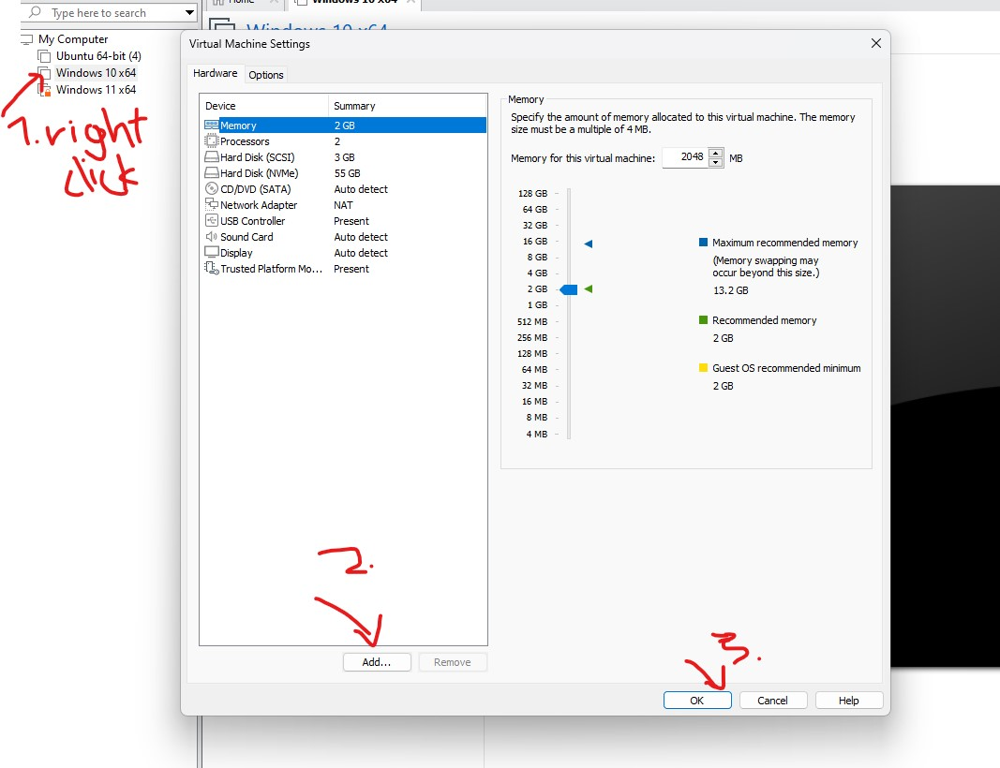 Type here to search
Home
Windows 10 x64
My Computer
Ubuntu 64-bit (4)
Windows 10 x64
Windows 11 x64
1. right
click
Windows 10 x64
Virtual Machine Settings
Hardware
Options
Device Summary
Memory 2 GB
Processors 2
Hard Disk (SCSI) 3 GB
Hard Disk (NVMe) 55 GB
CD/DVD (SATA) Auto detect
Network Adapter NAT
USB Controller Present
Sound Card Auto detect
Display Auto detect
Trusted Platform Mo... Present
2.
Add...
Remove
Memory
Specify the amount of memory allocated to this virtual machine. The memory
size must be a multiple of 4 MB.
Memory for this virtual machine: 2048 MB
128 GB
64 GB
32 GB
16 GB
8 GB
4 GB
2 GB
1 GB
512 MB
256 MB
128 MB
64 MB
32 MB
16 MB
8 MB
4 MB
Maximum recommended memory
(Memory swapping may
occur beyond this size.)
13.2 GB
Recommended memory
2 GB
Guest OS recommended minimum
2 GB
3.
OK
Cancel
Help